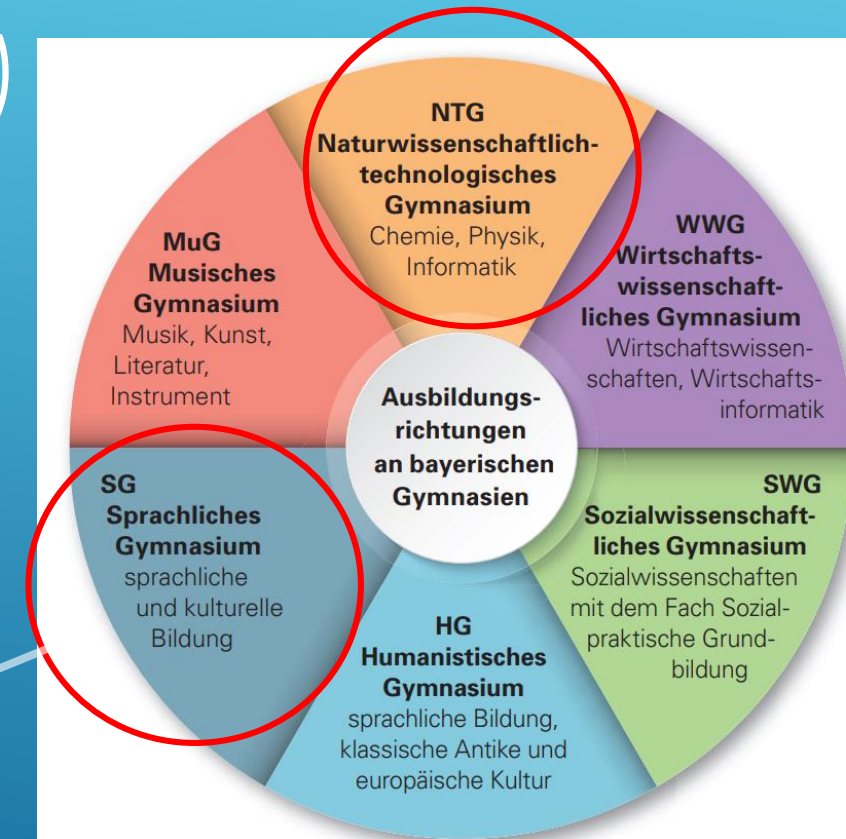 NTG
Naturwissenschaftlich-
technologisches
Gymnasium
Chemie, Physik,
Informatik
WWG
Wirtschafts-
wissenschaft-
liches Gymnasium
Wirtschaftswissen-
schaften, Wirtschafts-
informatik
SWG
Sozialwissenschaft-
liches Gymnasium
Sozialwissenschaften
mit dem Fach Sozial-
praktische Grund-
bildung
HG
Humanistisches
Gymnasium
sprachliche Bildung,
klassische Antike und
europäische Kultur
SG
Sprachliches
Gymnasium
sprachliche
und kulturelle
Bildung
MuG
Musisches
Gymnasium
Musik, Kunst,
Literatur,
Instrument
Ausbildungs-
richtungen
an bayerischen
Gymnasien